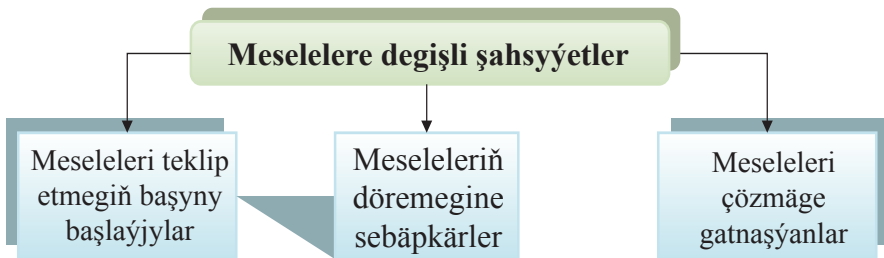 Meselelere degişli şahsyýetler
Meseleleri teklip
etmegiň başyny
başlaýjylar
Meseleleriň
döremegine
sebäpkärler
Meseleleri
çözmäge
gatnaşýanlar